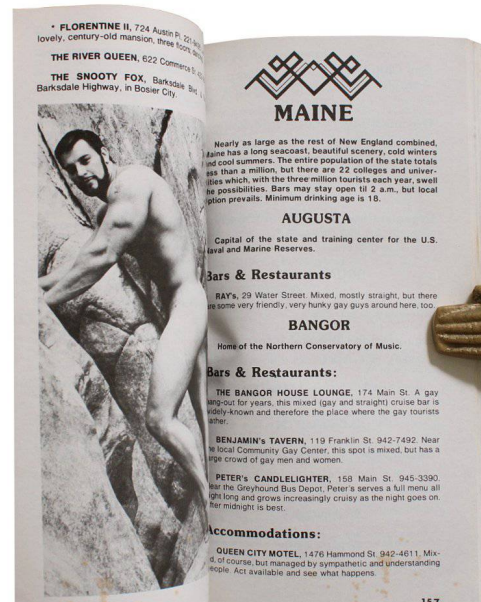 * FLORENTINE II, 724 Austin Pl. 221-
lovely, century-old mansion, three floors,
THE RIVER QUEEN, 622 Commerce St.
THE SNOOTY FOX, Barksdale Blvd
Barksdale Highway, in Bosier City.
MAINE
Nearly as large as the rest of New England combined,
Maine has a long seacoast, beautiful scenery, cold winters
and cool summers. The entire population of the state totals
less than a million, but there are 22 colleges and univer-
ities which, with the three million tourists each year, swell
the possibilities. Bars may stay open til 2 a.m., but local
option prevails. Minimum drinking age is 18.
AUGUSTA
Capital of the state and training center for the U.S.
Naval and Marine Reserves.
Bars & Restaurants
RAY's, 29 Water Street. Mixed, mostly straight, but there
are some very friendly, very hunky gay guys around here, too.
BANGOR
Home of the Northern Conservatory of Music.
Bars & Restaurants:
THE BANGOR HOUSE LOUNGE, 174 Main St. A gay
hang-out for years, this mixed (gay and straight) cruise bar is
widely-known and therefore the place where the gay tourists
gather.
BENJAMIN's TAVERN, 119 Franklin St. 942-7492. Near
the local Community Gay Center, this spot is mixed, but has a
large crowd of gay men and women.
PETER's CANDLELIGHTER, 158 Main St. 945-3390.
Near the Greyhound Bus Depot, Peter's serves a full menu all
night long and grows increasingly cruisy as the night goes on.
After midnight is best.
Accommodations:
QUEEN CITY MOTEL, 1476 Hammond St. 942-4611. Mix-
ed, of course, but managed by sympathetic and understanding
people. Act available and see what happens.
157